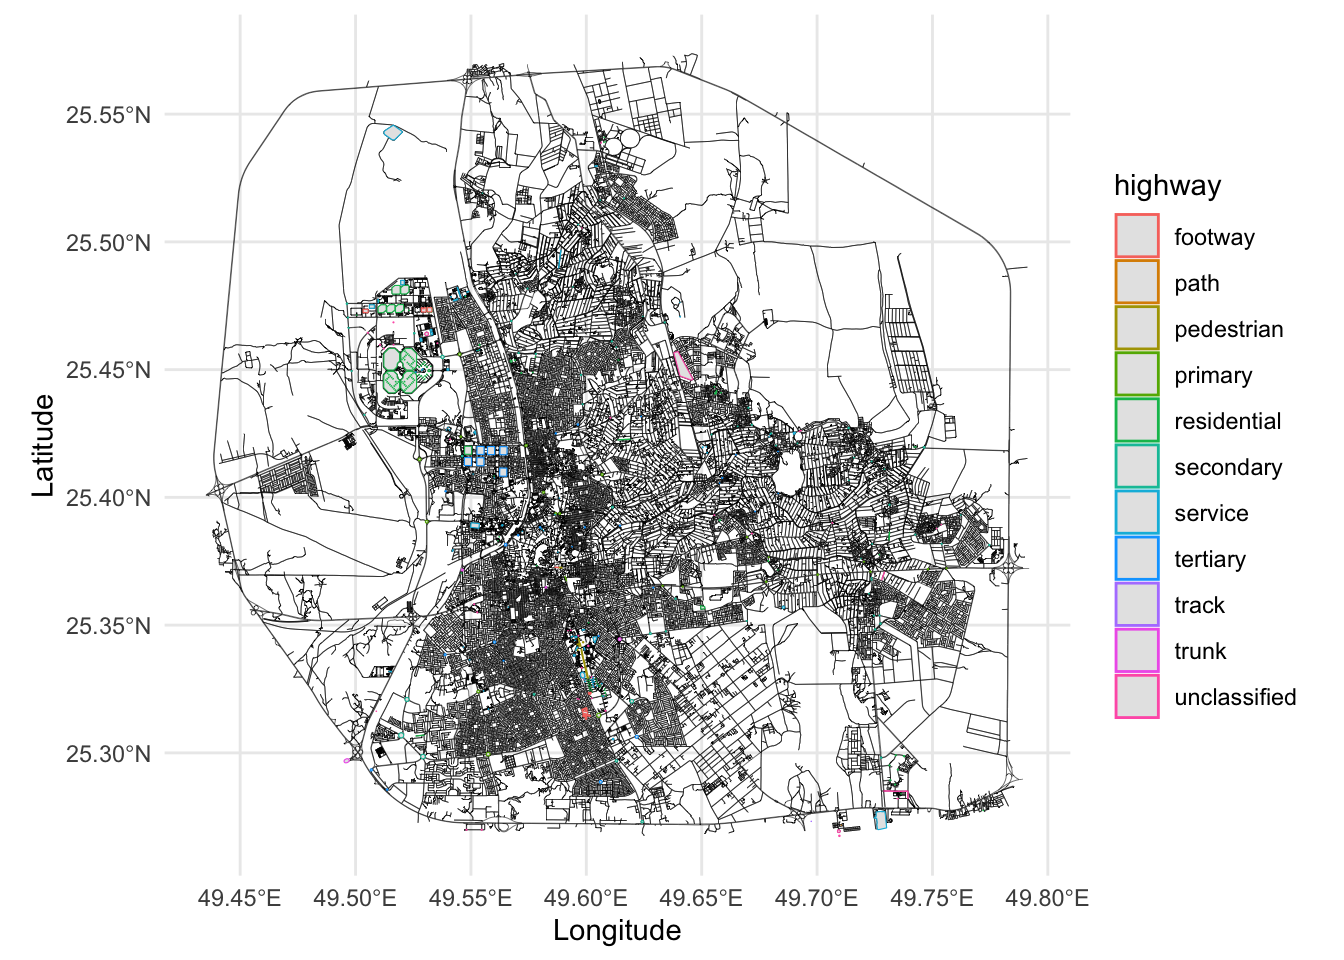 25.55°N
25.50°N
25.45°N
25.40°N
25.35°N
25.30°N
Latitude
49.45°E 49.50°E 49.55°E 49.60°E 49.65°E 49.70°E 49.75°E 49.80°E
Longitude
highway
footway
path
pedestrian
primary
residential
secondary
service
tertiary
track
trunk
unclassified